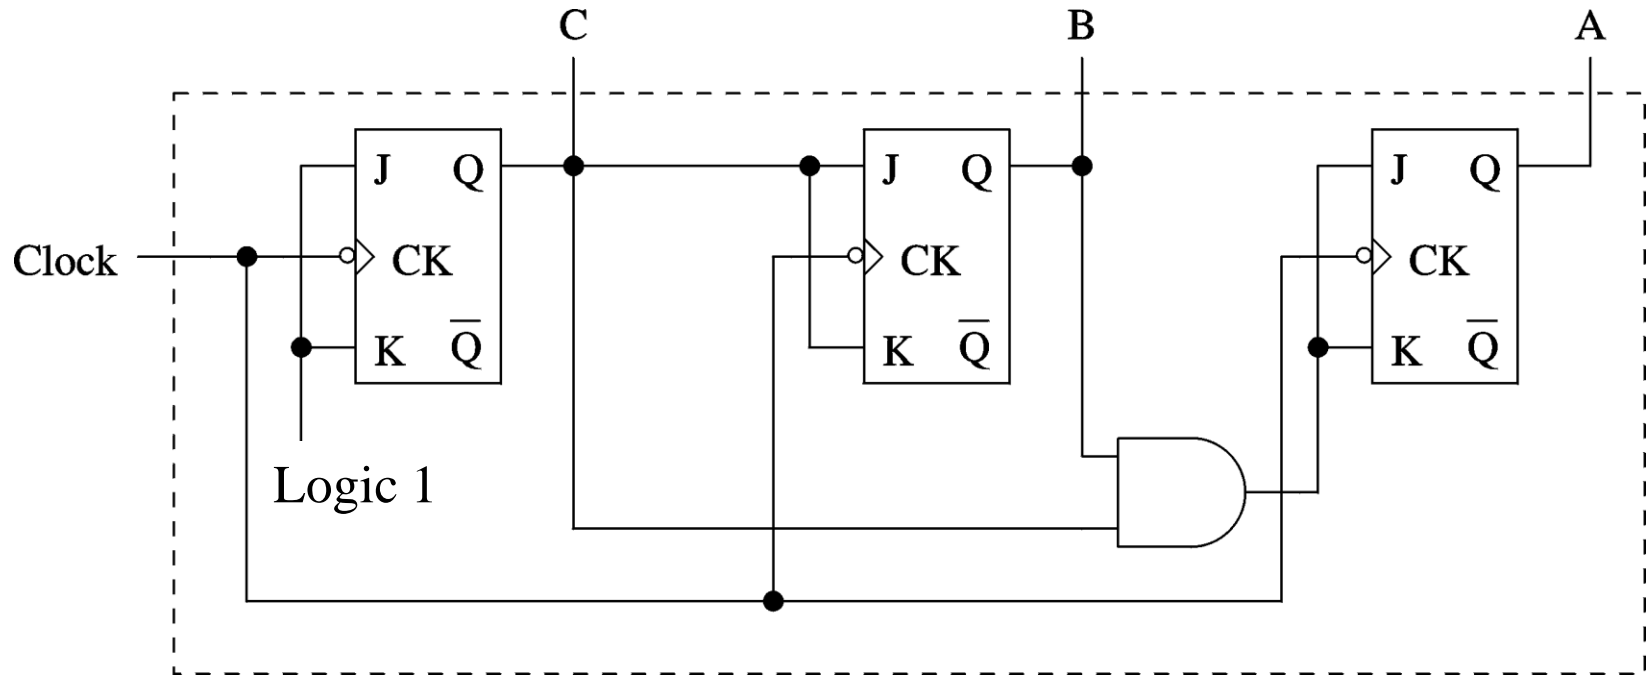 C B A
J Q J Q J Q
Clock CK CK CK
K Q̅ K Q̅ K Q̅
Logic 1